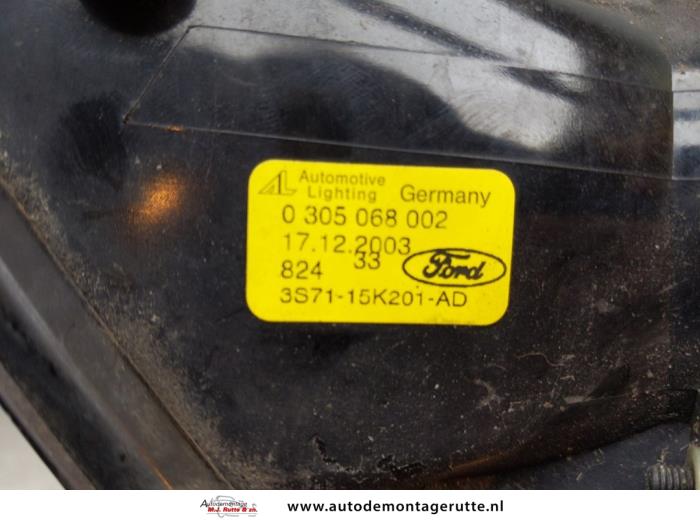 AL Automotive Lighting Germany
0 305 068 002
17.12.2003
824 33 Ford
3S71-15K201-AD
Autodemontage
M.J. Rutte & zn.
www.autodemontagerutte.nl